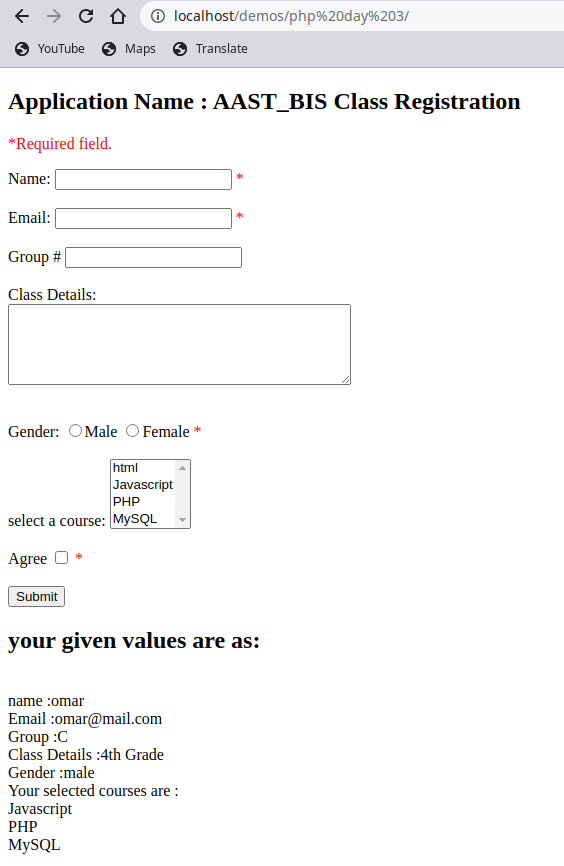 localhost/demos/php%20day%203/
YouTube Maps Translate
Application Name : AAST_BIS Class Registration
*Required field.
Name: *
Email: *
Group #
Class Details:
Gender: Male Female *
html
Javascript
PHP
MySQL
select a course:
Agree *
Submit
your given values are as:
name :omar
Email :omar@mail.com
Group :C
Class Details :4th Grade
Gender :male
Your selected courses are :
Javascript
PHP
MySQL